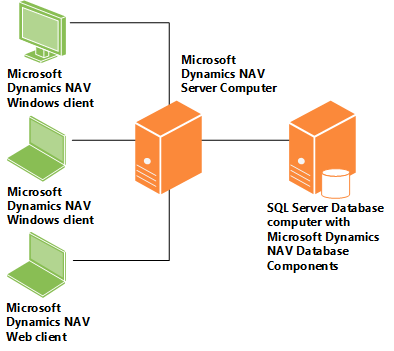 Microsoft
Dynamics NAV
Windows client
Microsoft
Dynamics NAV
Server Computer
Microsoft
Dynamics NAV
Windows client
SQL Server Database
computer with
Microsoft Dynamics
NAV Database
Components
Microsoft
Dynamics NAV
Web client